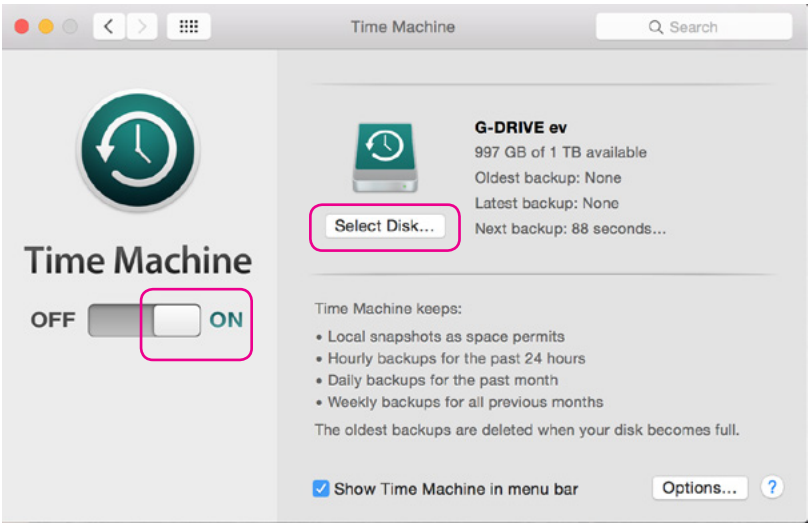 Time Machine
Search
Time Machine
OFF ON
G-DRIVE ev
997 GB of 1 TB available
Oldest backup: None
Latest backup: None
Next backup: 88 seconds...
Select Disk...
Time Machine keeps:
• Local snapshots as space permits
• Hourly backups for the past 24 hours
• Daily backups for the past month
• Weekly backups for all previous months
The oldest backups are deleted when your disk becomes full.
Show Time Machine in menu bar
Options...
?